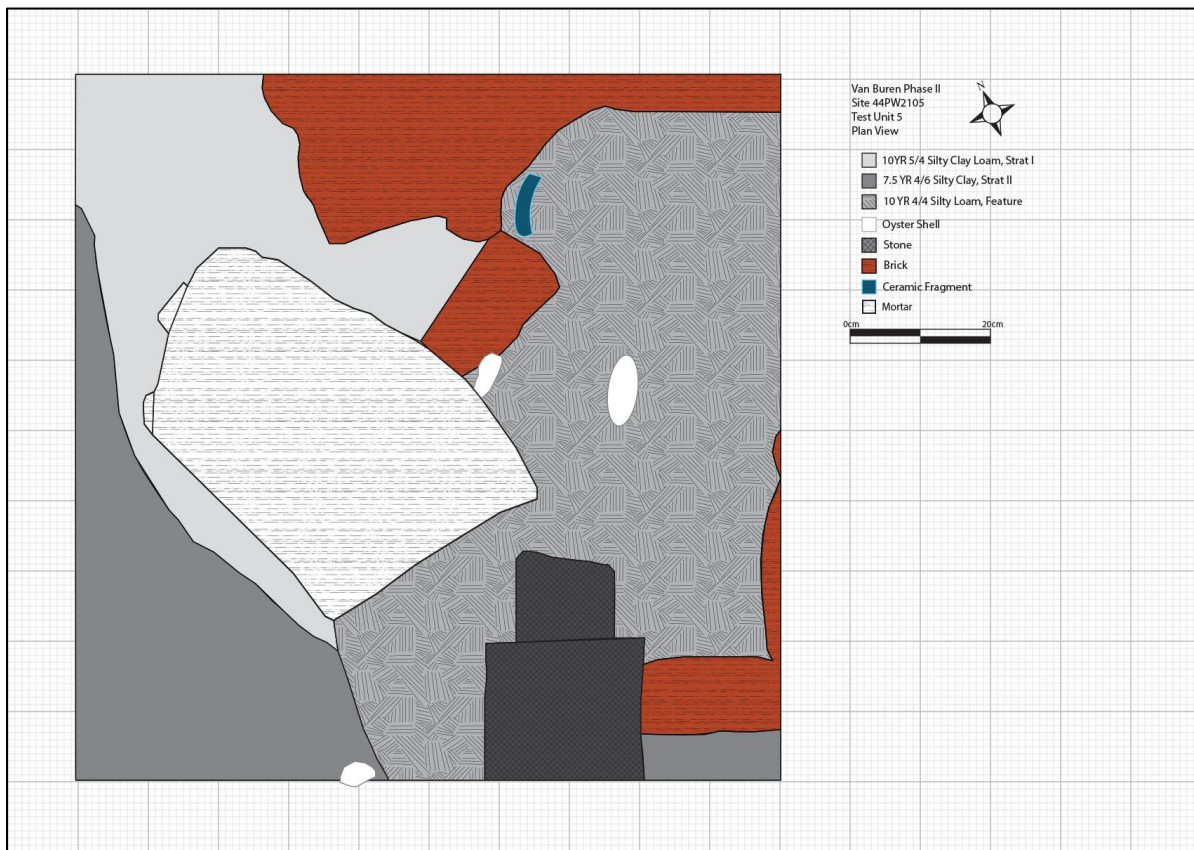 Van Buren Phase II
Site 44PW2105
Test Unit 5
Plan View
N
10YR 5/4 Silty Clay Loam, Strat I
7.5 YR 4/6 Silty Clay, Strat II
10 YR 4/4 Silty Loam, Feature
Oyster Shell
Stone
Brick
Ceramic Fragment
Mortar
0cm 20cm